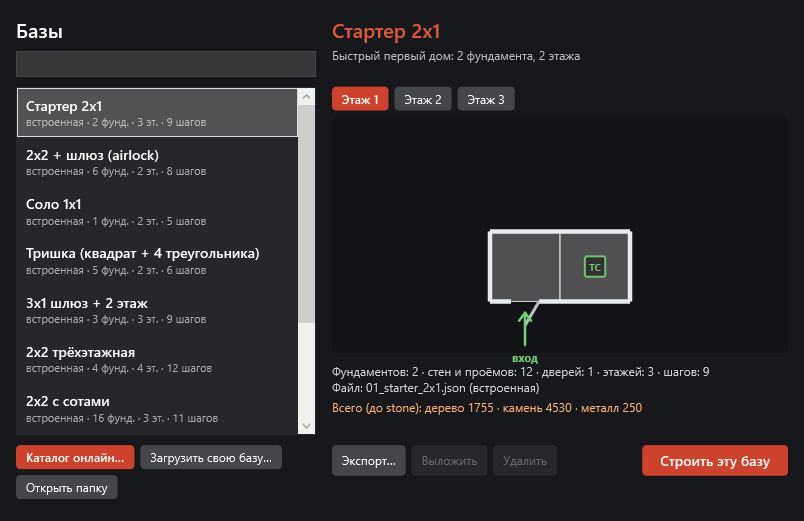 Базы
Стартер 2x1
встроенная · 2 фунд. · 3 эт. · 9 шагов
2x2 + шлюз (airlock)
встроенная · 6 фунд. · 2 эт. · 8 шагов
Соло 1x1
встроенная · 1 фунд. · 2 эт. · 5 шагов
Тришка (квадрат + 4 треугольника)
встроенная · 5 фунд. · 2 эт. · 6 шагов
3x1 шлюз + 2 этаж
встроенная · 3 фунд. · 3 эт. · 9 шагов
2x2 трёхэтажная
встроенная · 4 фунд. · 4 эт. · 12 шагов
2x2 с сотами
встроенная · 16 фунд. · 3 эт. · 11 шагов
Каталог онлайн... Загрузить свою базу...
Открыть папку
Стартер 2x1
Быстрый первый дом: 2 фундамента, 2 этажа
Этаж 1 Этаж 2 Этаж 3
TC
вход
Фундаментов: 2 · стен и проёмов: 12 · дверей: 1 · этажей: 3 · шагов: 9
Файл: 01_starter_2x1.json (встроенная)
Всего (до stone): дерево 1755 · камень 4530 · металл 250
Экспорт... Выложить Удалить Строить эту базу